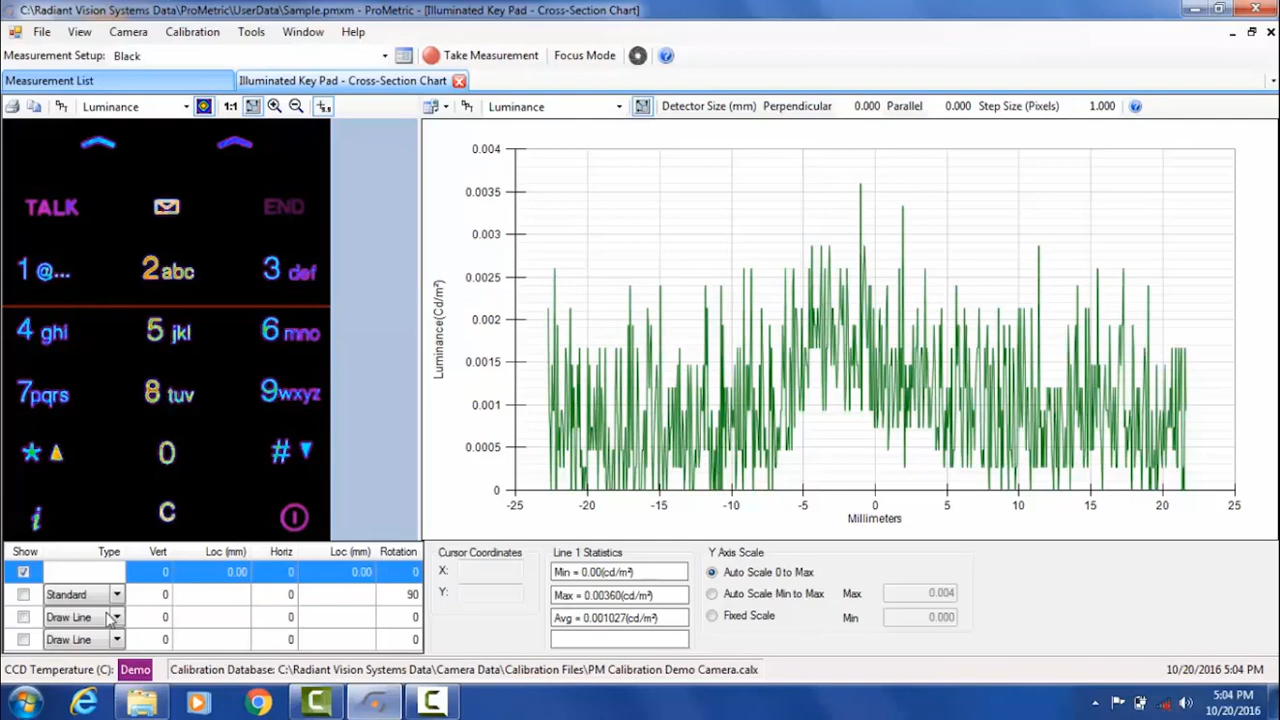 C:\Radiant Vision Systems Data\ProMetric\UserData\Sample.pmxm - ProMetric - [Illuminated Key Pad - Cross-Section Chart]
File View Camera Calibration Tools Window Help
Measurement Setup: Black Take Measurement Focus Mode
Measurement List Illuminated Key Pad - Cross-Section Chart
Luminance 1:1 Luminance Detector Size (mm) Perpendicular 0.000 Parallel 0.000 Step Size (Pixels) 1.000
TALK END
1 @... 2abc 3 def
4 ghi 5 jkl 6 mno
7pqrs 8 tuv 9wxyz
* 0 #
i C
0.004
0.0035
0.003
0.0025
0.002
0.0015
0.001
0.0005
0
Luminance(Cd/m²)
-25 -20 -15 -10 -5 0 5 10 15 20 25
Millimeters
Show Type Vert Loc (mm) Horiz Loc (mm) Rotation
0 0.00 0 0.00 0
Standard 0 0 90
Draw Line 0 0 0
Draw Line 0 0 0
Cursor Coordinates
X:
Y:
Line 1 Statistics
Min = 0.00(cd/m²)
Max = 0.00360(cd/m²)
Avg = 0.001027(cd/m²)
Y Axis Scale
Auto Scale 0 to Max
Auto Scale Min to Max Max 0.004
Fixed Scale Min 0.000
CCD Temperature (C): Demo Calibration Database: C:\Radiant Vision Systems Data\Camera Data\Calibration Files\PM Calibration Demo Camera.calx 10/20/2016 5:04 PM
5:04 PM
10/20/2016